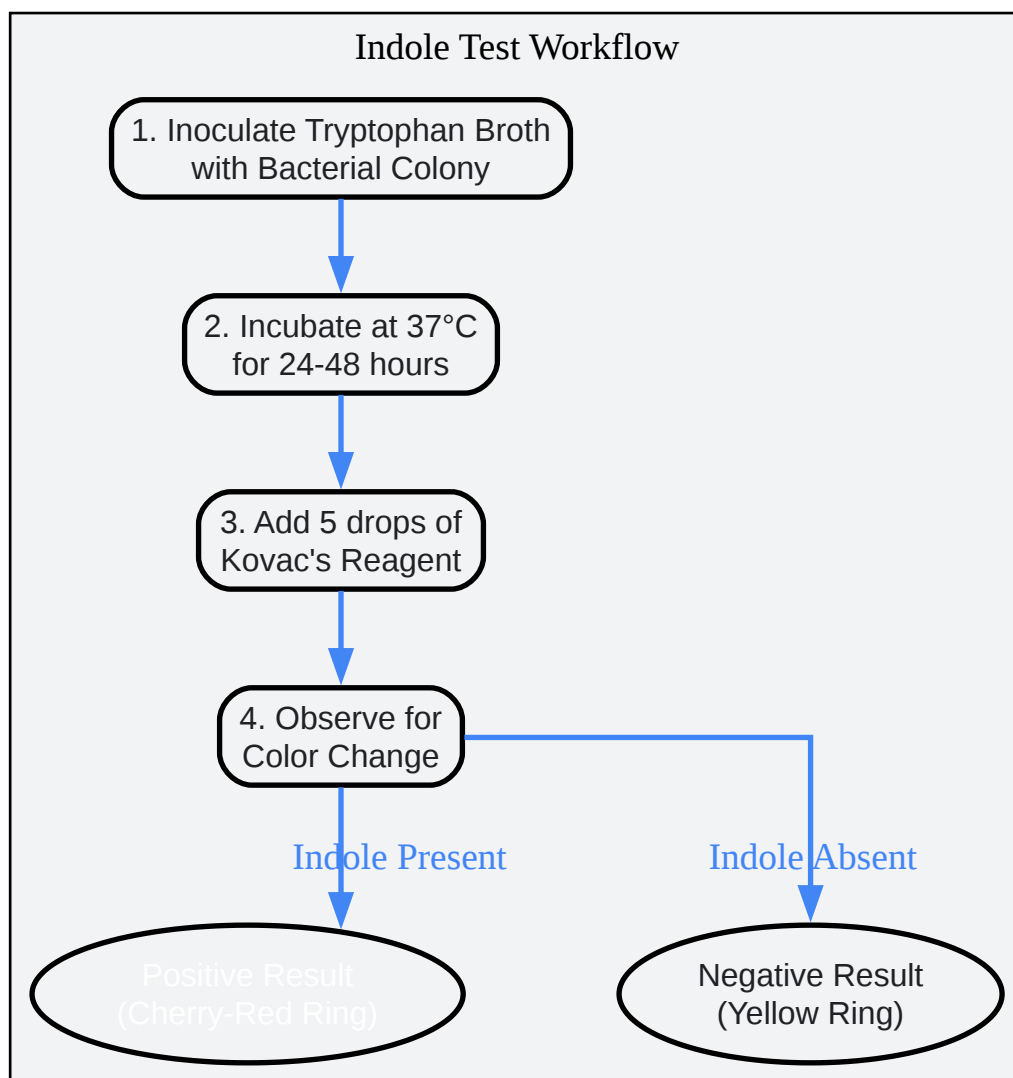 Indole Test Workflow
1. Inoculate Tryptophan Broth
with Bacterial Colony
2. Incubate at 37°C
for 24-48 hours
3. Add 5 drops of
Kovac's Reagent
4. Observe for
Color Change
Indole Present
Indole Absent
Positive Result
(Cherry-Red Ring)
Negative Result
(Yellow Ring)